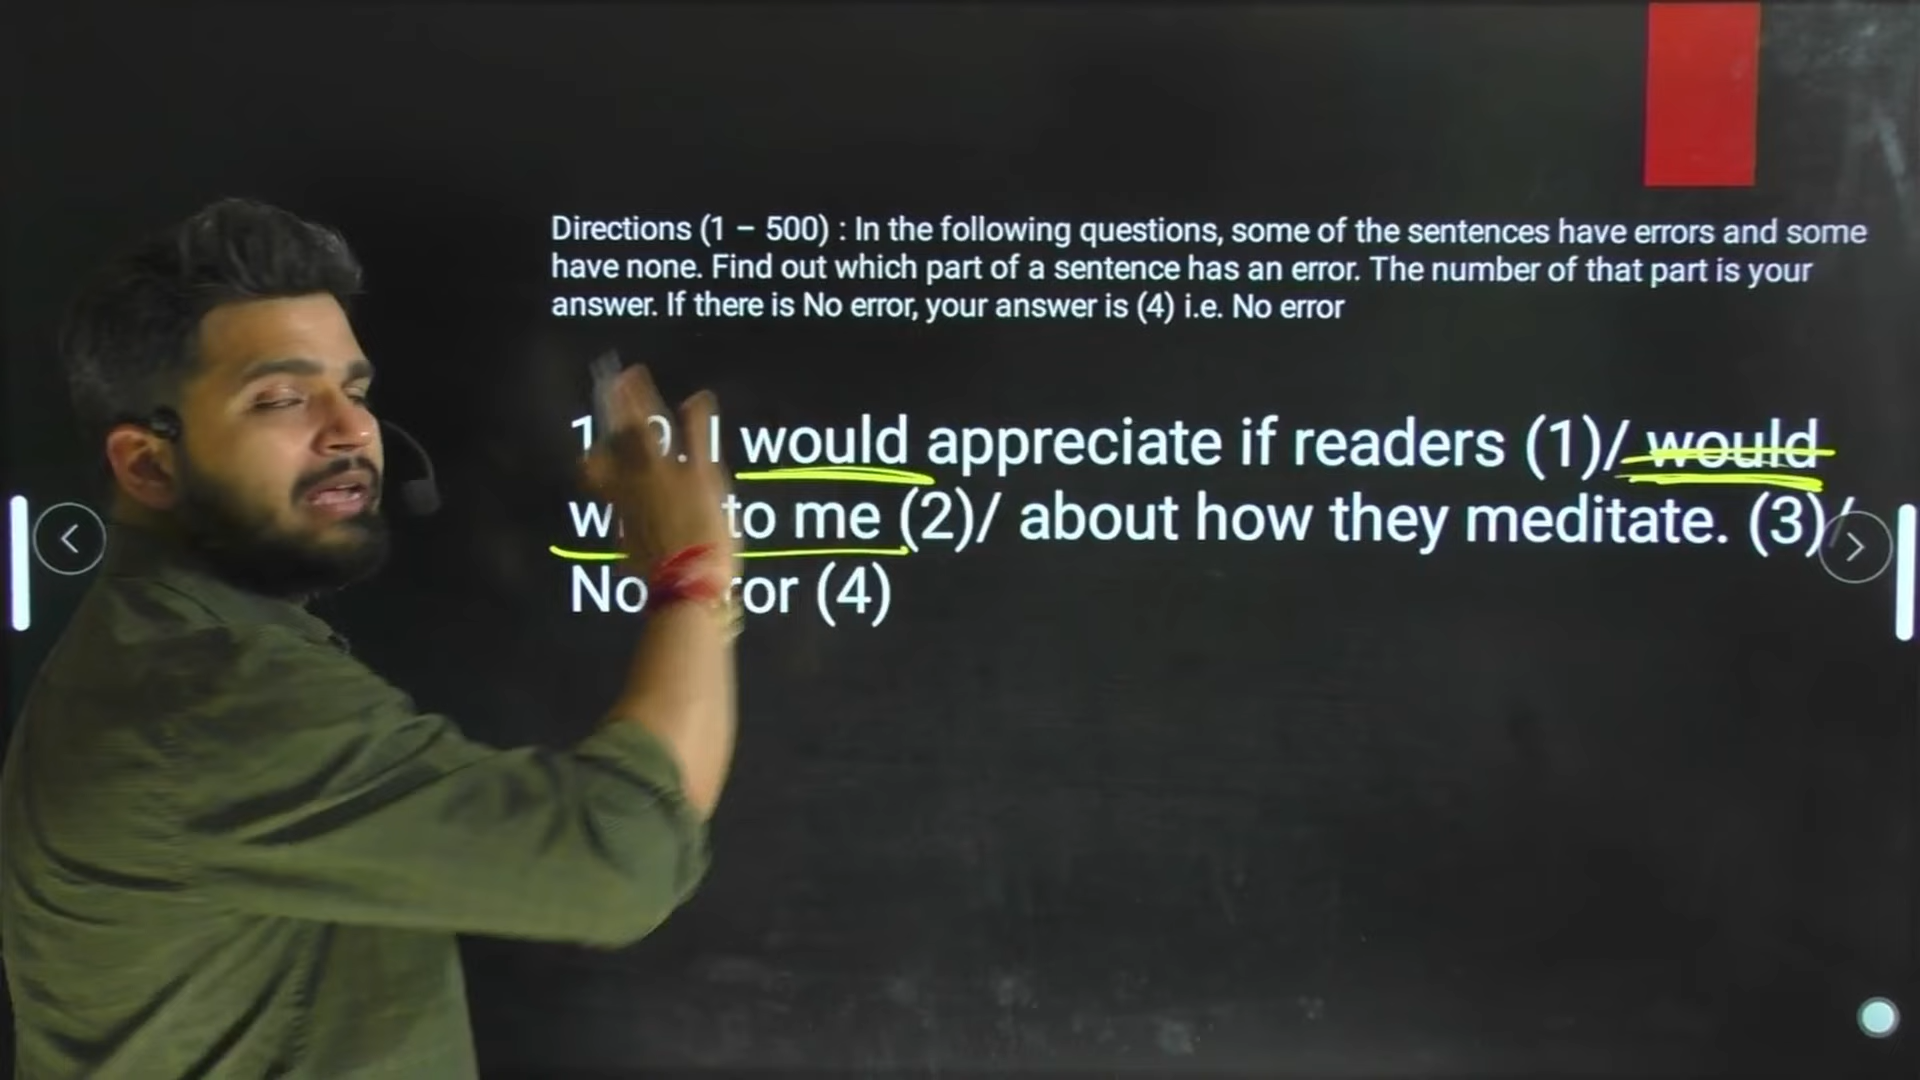 Directions (1 – 500) : In the following questions, some of the sentences have errors and some
have none. Find out which part of a sentence has an error. The number of that part is your
answer. If there is No error, your answer is (4) i.e. No error
I would appreciate if readers (1)/ would
to me (2)/ about how they meditate. (3)/
No (4)